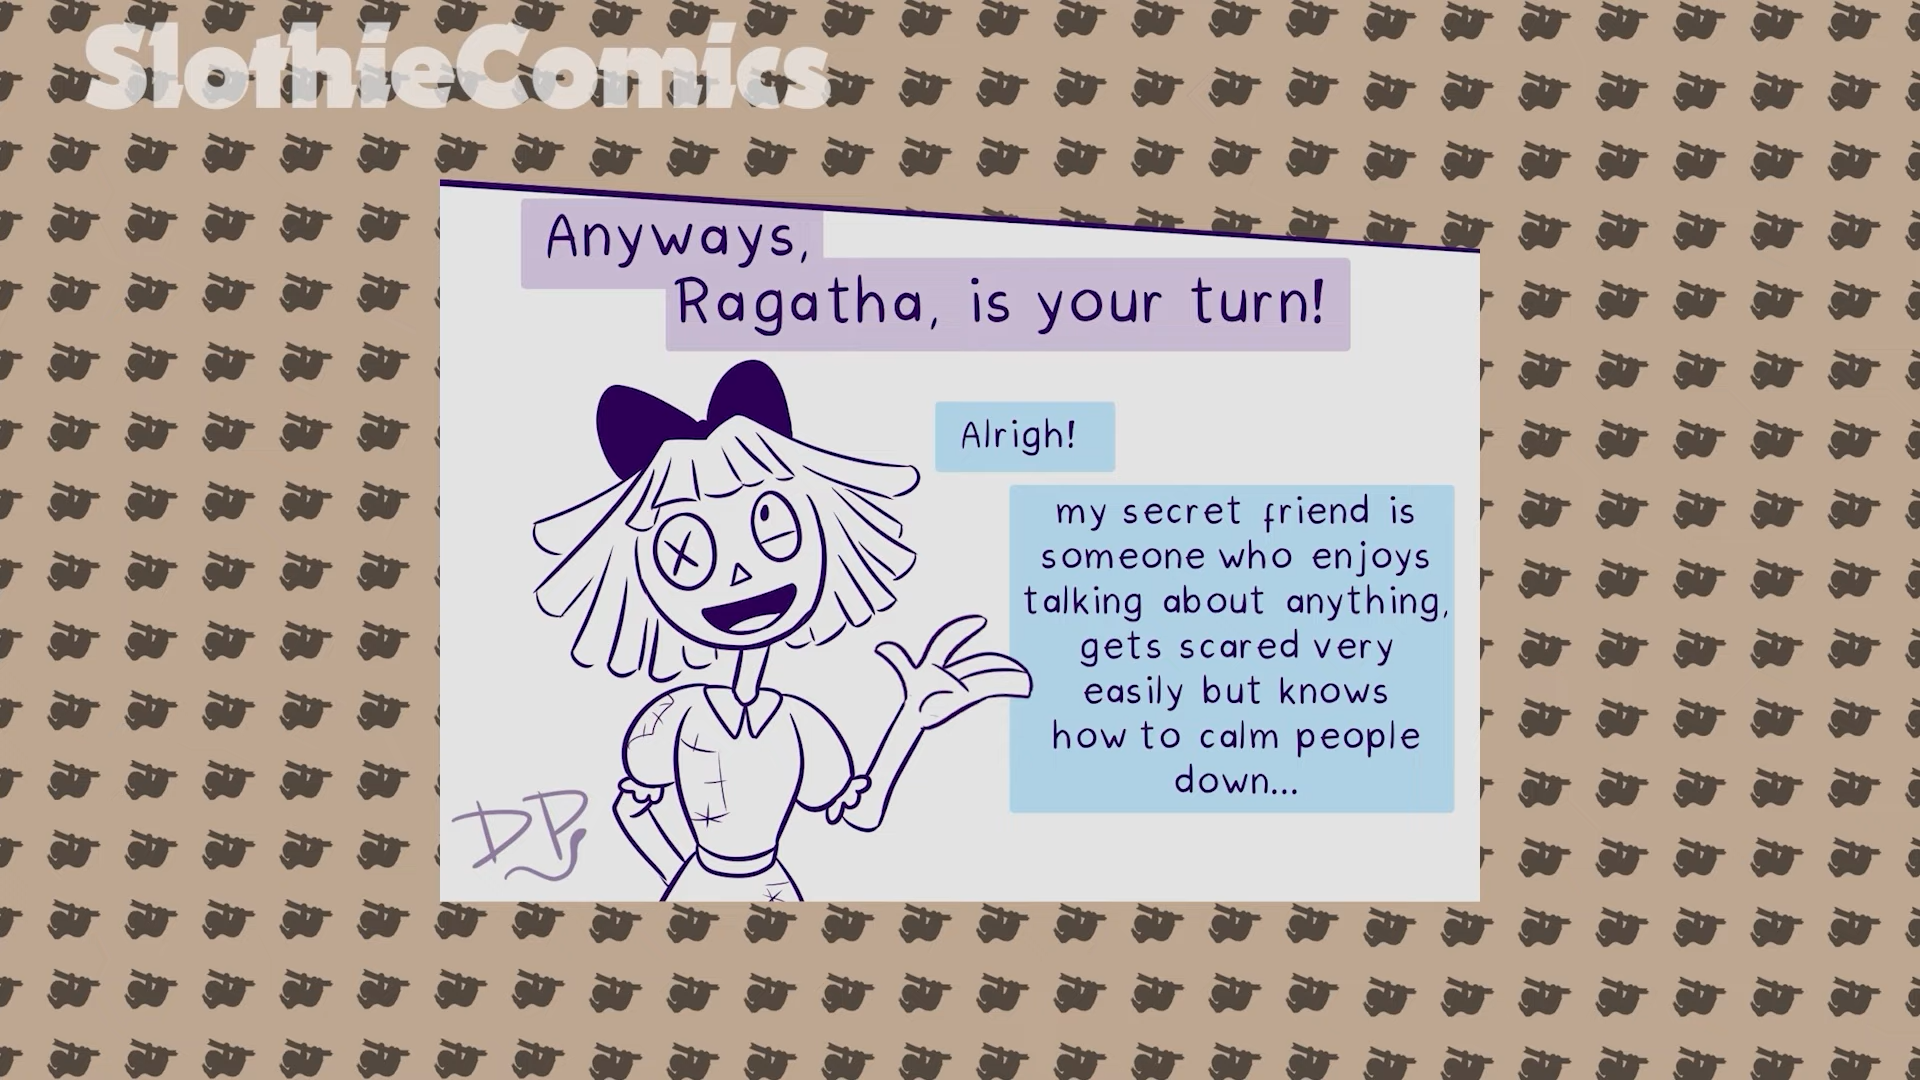 SlothieComics
Anyways,
Ragatha, is your turn!
Alrigh!
my secret friend is
someone who enjoys
talking about anything,
gets scared very
easily but knows
how to calm people
down...
DP